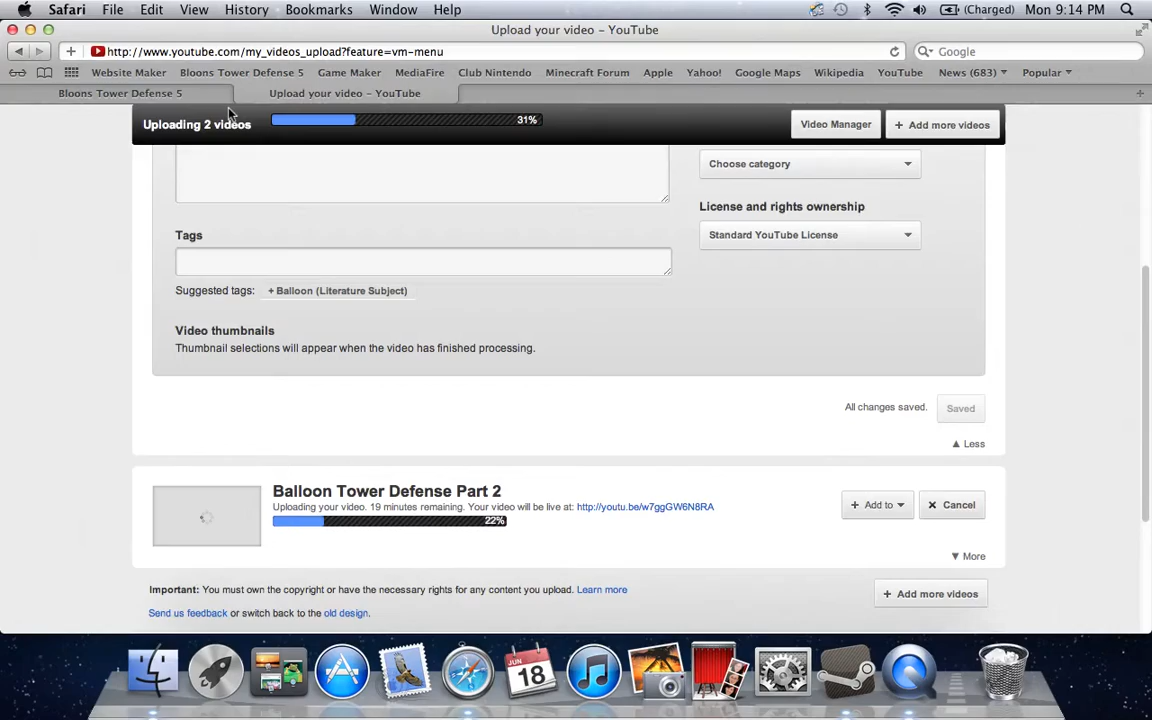 Safari File Edit View History Bookmarks Window Help (Charged) Mon 9:14 PM
Upload your video – YouTube
http://www.youtube.com/my_videos_upload?feature=vm-menu Google
Website Maker Bloons Tower Defense 5 Game Maker MediaFire Club Nintendo Minecraft Forum Apple Yahoo! Google Maps Wikipedia YouTube News (683) Popular
Bloons Tower Defense 5 Upload your video – YouTube
Uploading 2 videos 31% Video Manager + Add more videos
Choose category
License and rights ownership
Tags Standard YouTube License
Suggested tags: + Balloon (Literature Subject)
Video thumbnails
Thumbnail selections will appear when the video has finished processing.
All changes saved. Saved
Less
Balloon Tower Defense Part 2
Uploading your video. 19 minutes remaining. Your video will be live at: http://youtu.be/w7ggGW6N8RA + Add to Cancel
22%
More
Important: You must own the copyright or have the necessary rights for any content you upload. Learn more + Add more videos
Send us feedback or switch back to the old design.
JUN
18